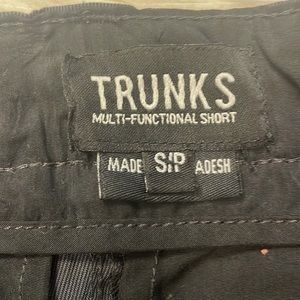 TRUNKS
MULTI-FUNCTIONAL SHORT
MADE S/P ADESH